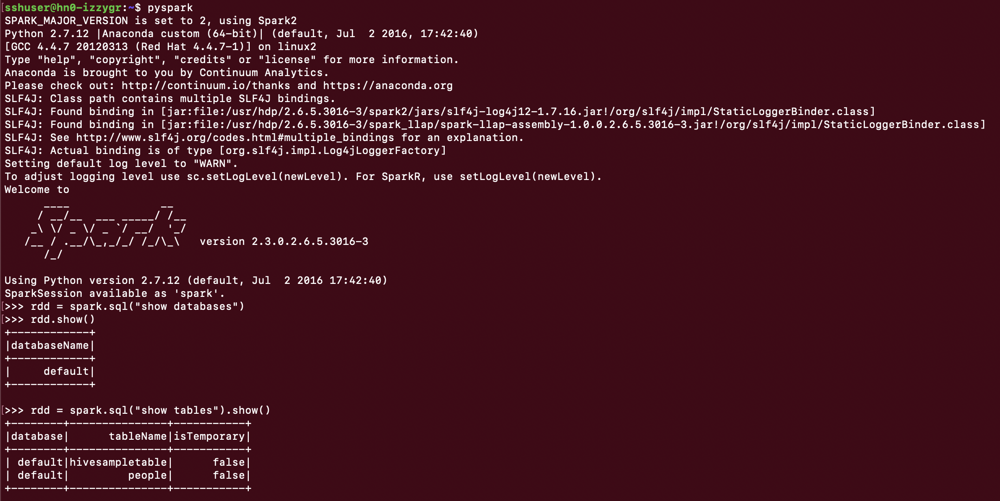 sshuser@hn0-izzygr:~$ pyspark
SPARK_MAJOR_VERSION is set to 2, using Spark2
Python 2.7.12 |Anaconda custom (64-bit)| (default, Jul  2 2016, 17:42:40)
[GCC 4.4.7 20120313 (Red Hat 4.4.7-1)] on linux2
Type "help", "copyright", "credits" or "license" for more information.
Anaconda is brought to you by Continuum Analytics.
Please check out: http://continuum.io/thanks and https://anaconda.org
SLF4J: Class path contains multiple SLF4J bindings.
SLF4J: Found binding in [jar:file:/usr/hdp/2.6.5.3016-3/spark2/jars/slf4j-log4j12-1.7.16.jar!/org/slf4j/impl/StaticLoggerBinder.class]
SLF4J: Found binding in [jar:file:/usr/hdp/2.6.5.3016-3/spark_llap/spark-llap-assembly-1.0.0.2.6.5.3016-3.jar!/org/slf4j/impl/StaticLoggerBinder.class]
SLF4J: See http://www.slf4j.org/codes.html#multiple_bindings for an explanation.
SLF4J: Actual binding is of type [org.slf4j.impl.Log4jLoggerFactory]
Setting default log level to "WARN".
To adjust logging level use sc.setLogLevel(newLevel). For SparkR, use setLogLevel(newLevel).
Welcome to
      ____              __
     / __/__  ___ _____/ /__
    _\ \/ _ \/ _ `/ __/  '_/
   /__ / .__/\_,_/_/ /_/\_\   version 2.3.0.2.6.5.3016-3
      /_/
Using Python version 2.7.12 (default, Jul  2 2016 17:42:40)
SparkSession available as 'spark'.
>>> rdd = spark.sql("show databases")
>>> rdd.show()
+------------+
|databaseName|
+------------+
|     default|
+------------+
>>> rdd = spark.sql("show tables").show()
+--------+---------------+-----------+
|database|      tableName|isTemporary|
+--------+---------------+-----------+
| default|hivesampletable|      false|
| default|         people|      false|
+--------+---------------+-----------+